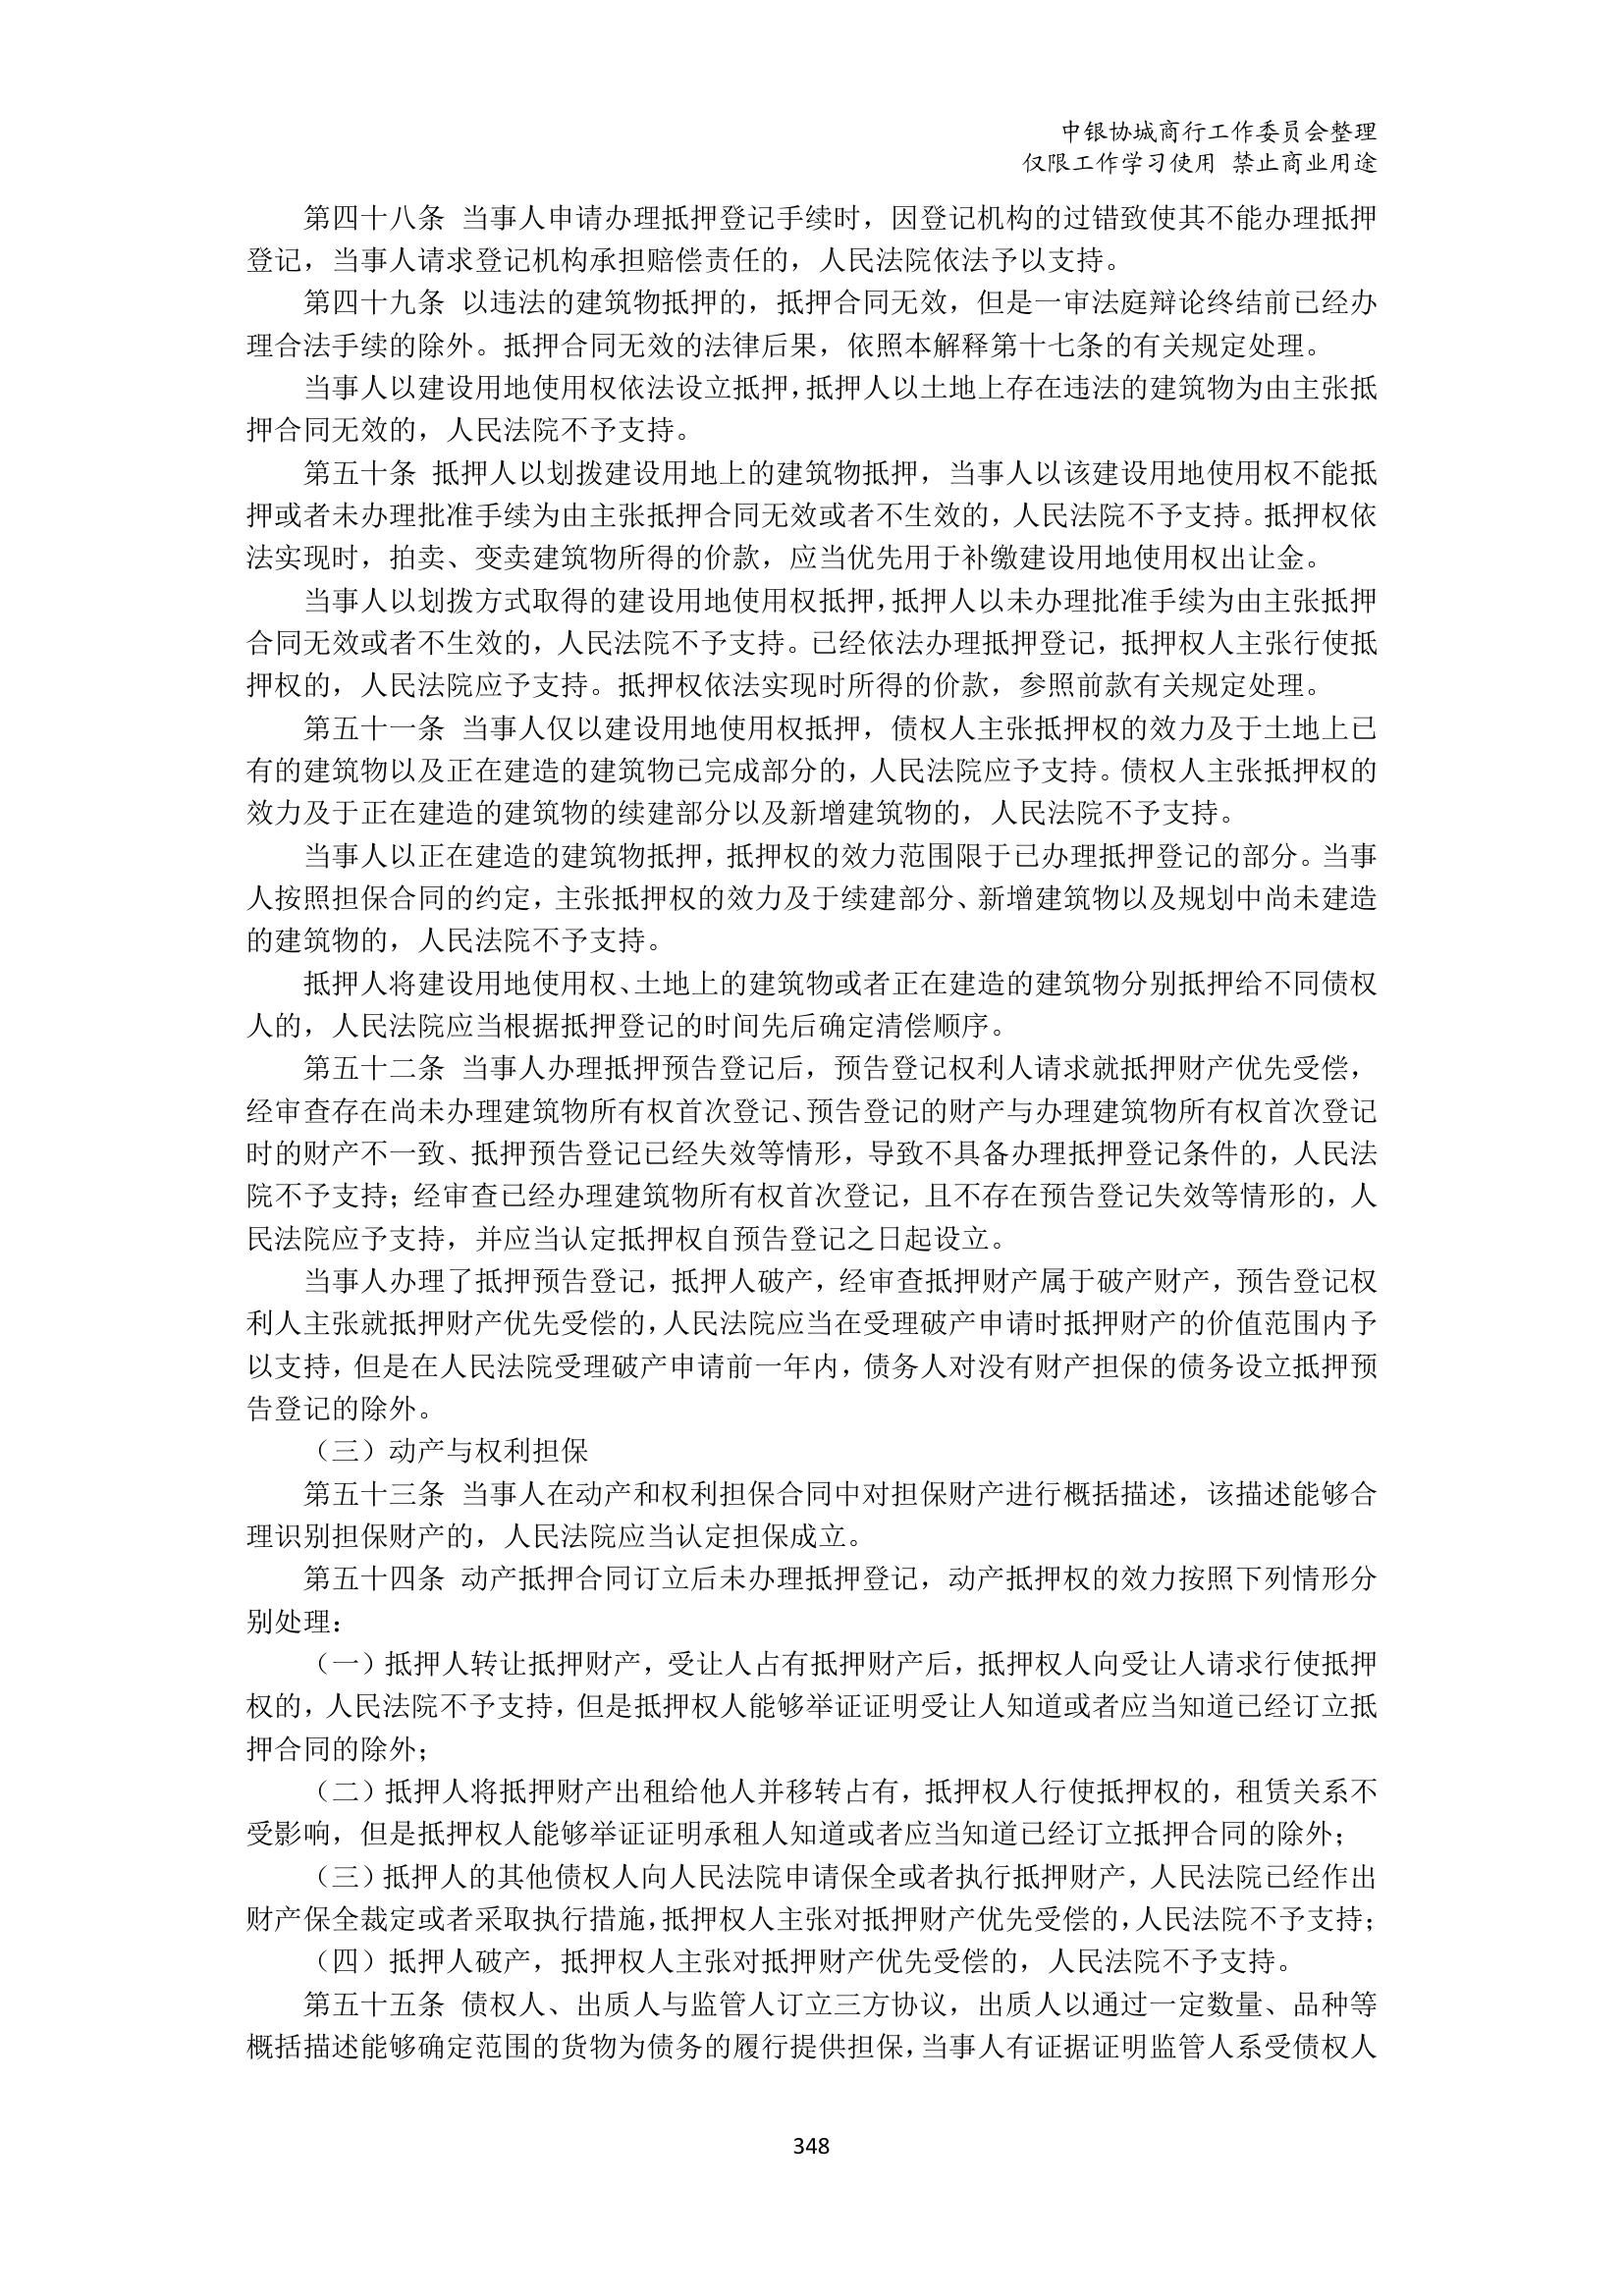 中银协城商行工作委员会整理
仅限工作学习使用 禁止商业用途
第四十八条 当事人申请办理抵押登记手续时，因登记机构的过错致使其不能办理抵押
登记，当事人请求登记机构承担赔偿责任的，人民法院依法予以支持。
第四十九条 以违法的建筑物抵押的，抵押合同无效，但是一审法庭辩论终结前已经办
理合法手续的除外。抵押合同无效的法律后果，依照本解释第十七条的有关规定处理。
当事人以建设用地使用权依法设立抵押，抵押人以土地上存在违法的建筑物为由主张抵
押合同无效的，人民法院不予支持。
第五十条 抵押人以划拨建设用地上的建筑物抵押，当事人以该建设用地使用权不能抵
押或者未办理批准手续为由主张抵押合同无效或者不生效的，人民法院不予支持。抵押权依
法实现时，拍卖、变卖建筑物所得的价款，应当优先用于补缴建设用地使用权出让金。
当事人以划拨方式取得的建设用地使用权抵押，抵押人以未办理批准手续为由主张抵押
合同无效或者不生效的，人民法院不予支持。已经依法办理抵押登记，抵押权人主张行使抵
押权的，人民法院应予支持。抵押权依法实现时所得的价款，参照前款有关规定处理。
第五十一条 当事人仅以建设用地使用权抵押，债权人主张抵押权的效力及于土地上已
有的建筑物以及正在建造的建筑物已完成部分的，人民法院应予支持。债权人主张抵押权的
效力及于正在建造的建筑物的续建部分以及新增建筑物的，人民法院不予支持。
当事人以正在建造的建筑物抵押，抵押权的效力范围限于已办理抵押登记的部分。当事
人按照担保合同的约定，主张抵押权的效力及于续建部分、新增建筑物以及规划中尚未建造
的建筑物的，人民法院不予支持。
抵押人将建设用地使用权、土地上的建筑物或者正在建造的建筑物分别抵押给不同债权
人的，人民法院应当根据抵押登记的时间先后确定清偿顺序。
第五十二条 当事人办理抵押预告登记后，预告登记权利人请求就抵押财产优先受偿，
经审查存在尚未办理建筑物所有权首次登记、预告登记的财产与办理建筑物所有权首次登记
时的财产不一致、抵押预告登记已经失效等情形，导致不具备办理抵押登记条件的，人民法
院不予支持；经审查已经办理建筑物所有权首次登记，且不存在预告登记失效等情形的，人
民法院应予支持，并应当认定抵押权自预告登记之日起设立。
当事人办理了抵押预告登记，抵押人破产，经审查抵押财产属于破产财产，预告登记权
利人主张就抵押财产优先受偿的，人民法院应当在受理破产申请时抵押财产的价值范围内予
以支持，但是在人民法院受理破产申请前一年内，债务人对没有财产担保的债务设立抵押预
告登记的除外。
（三）动产与权利担保
第五十三条 当事人在动产和权利担保合同中对担保财产进行概括描述，该描述能够合
理识别担保财产的，人民法院应当认定担保成立。
第五十四条 动产抵押合同订立后未办理抵押登记，动产抵押权的效力按照下列情形分
别处理：
（一）抵押人转让抵押财产，受让人占有抵押财产后，抵押权人向受让人请求行使抵押
权的，人民法院不予支持，但是抵押权人能够举证证明受让人知道或者应当知道已经订立抵
押合同的除外；
（二）抵押人将抵押财产出租给他人并移转占有，抵押权人行使抵押权的，租赁关系不
受影响，但是抵押权人能够举证证明承租人知道或者应当知道已经订立抵押合同的除外；
（三）抵押人的其他债权人向人民法院申请保全或者执行抵押财产，人民法院已经作出
财产保全裁定或者采取执行措施，抵押权人主张对抵押财产优先受偿的，人民法院不予支持；
（四）抵押人破产，抵押权人主张对抵押财产优先受偿的，人民法院不予支持。
第五十五条 债权人、出质人与监管人订立三方协议，出质人以通过一定数量、品种等
概括描述能够确定范围的货物为债务的履行提供担保，当事人有证据证明监管人系受债权人
348